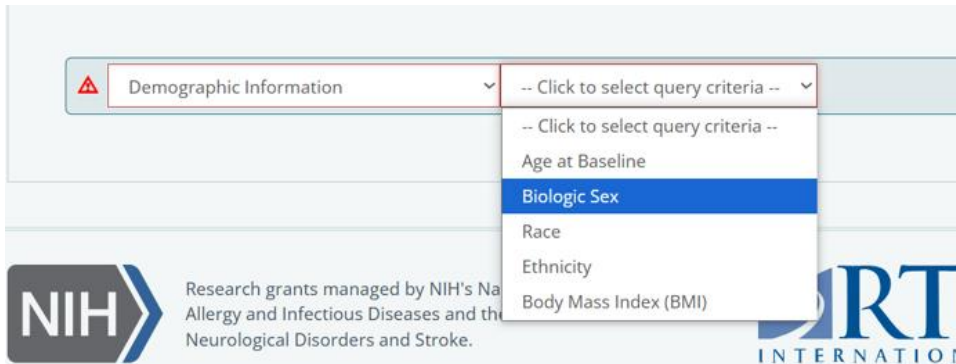 Demographic Information
-- Click to select query criteria --
-- Click to select query criteria --
Age at Baseline
Biologic Sex
Race
Ethnicity
Body Mass Index (BMI)
NIH
Research grants managed by NIH's Na
Allergy and Infectious Diseases and the
Neurological Disorders and Stroke.
RT
INTERNATION